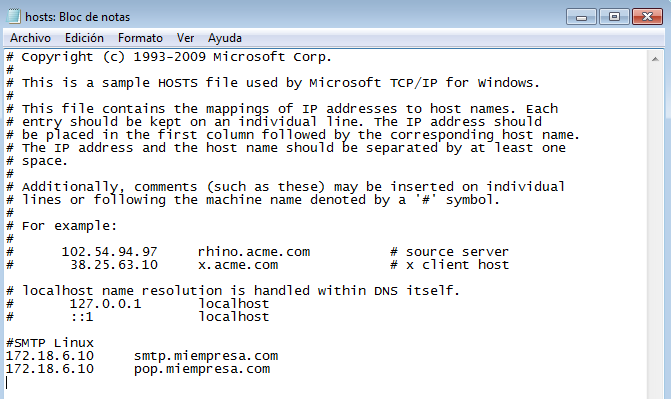 hosts: Bloc de notas
Archivo Edición Formato Ver Ayuda
# Copyright (c) 1993-2009 Microsoft Corp.
#
# This is a sample HOSTS file used by Microsoft TCP/IP for Windows.
#
# This file contains the mappings of IP addresses to host names. Each
# entry should be kept on an individual line. The IP address should
# be placed in the first column followed by the corresponding host name.
# The IP address and the host name should be separated by at least one
# space.
#
# Additionally, comments (such as these) may be inserted on individual
# lines or following the machine name denoted by a '#' symbol.
#
# For example:
#
#      102.54.94.97     rhino.acme.com          # source server
#       38.25.63.10     x.acme.com              # x client host

# localhost name resolution is handled within DNS itself.
#       127.0.0.1       localhost
#       ::1             localhost

#SMTP Linux
172.18.6.10     smtp.miempresa.com
172.18.6.10     pop.miempresa.com